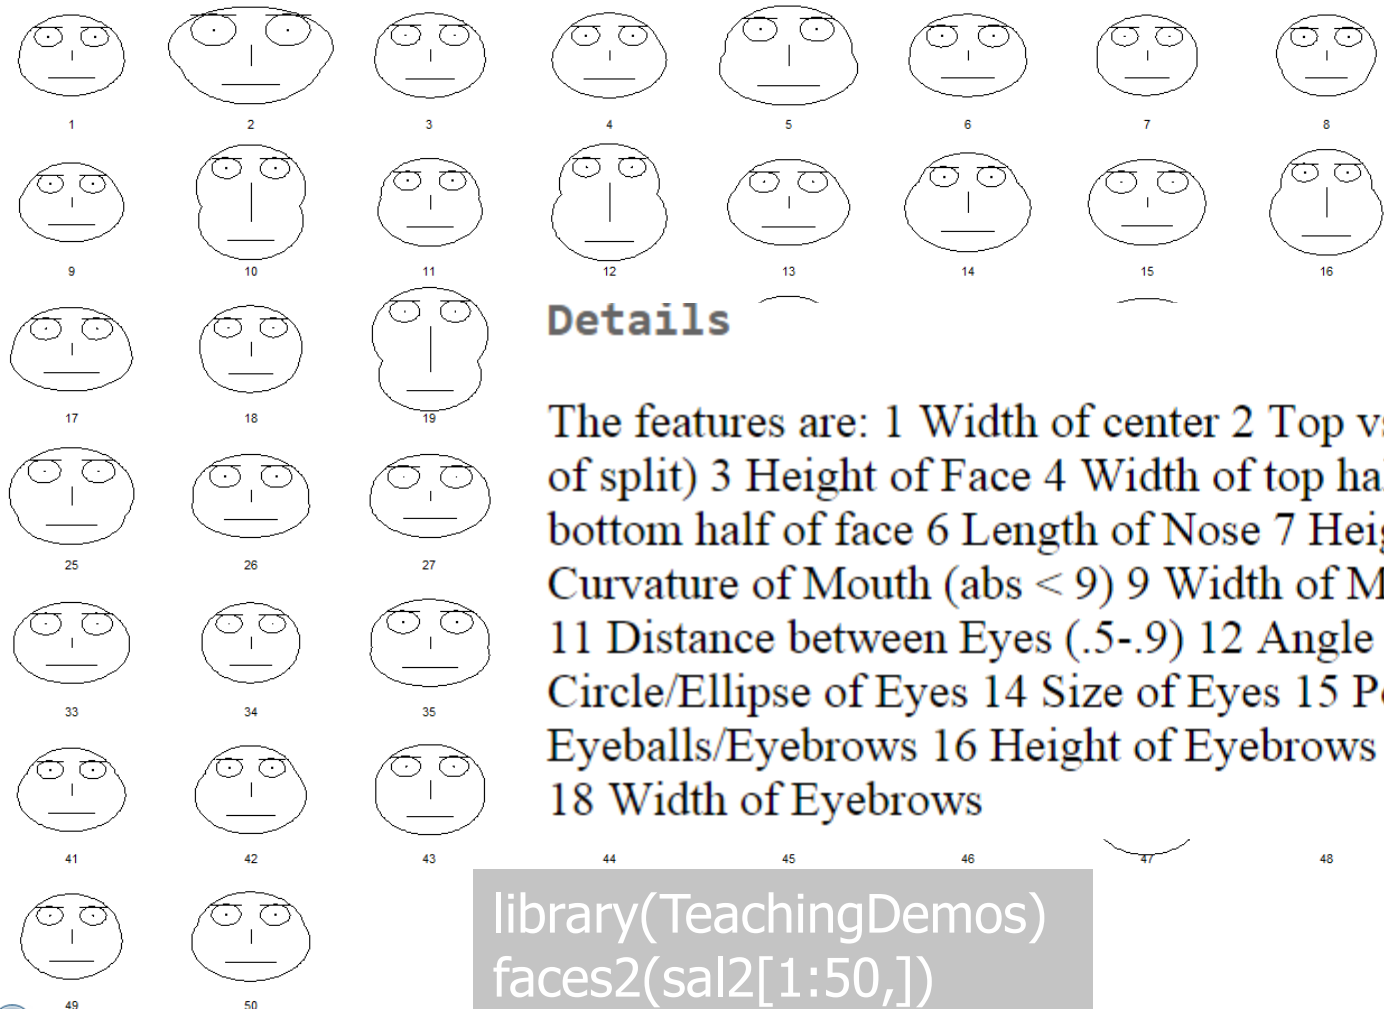 1 2 3 4 5 6 7 8
9 10 11 12 13 14 15 16
Details
17 18 19
The features are: 1 Width of center 2 Top
of split) 3 Height of Face 4 Width of top
25 26 27
bottom half of face 6 Length of Nose 7
Curvature of Mouth (abs < 9) 9 Width of
11 Distance between Eyes (.5-.9) 12 Angle
Circle/Ellipse of Eyes 14 Size of Eyes 15
33 34 35
Eyeballs/Eyebrows 16 Height of Eyebrows
18 Width of Eyebrows
41 42 43 44 45 46 47 48
library(TeachingDemos)
faces2(sal2[1:50,])
49 50